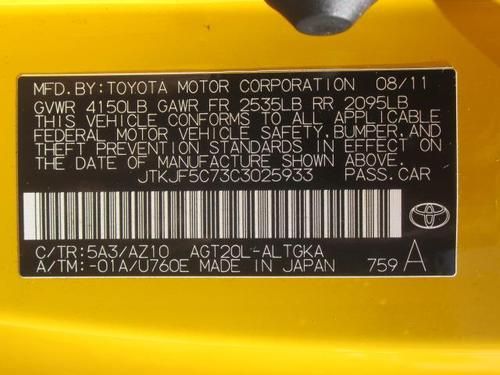 MFD.BY:TOYOTA MOTOR CORPORATION 08/11
GVWR 4150LB GAWR FR 2535LB RR 2095LB
THIS VEHICLE CONFORMS TO ALL APPLICABLE
FEDERAL MOTOR VEHICLE SAFETY,BUMPER,AND
THEFT PREVENTION STANDARDS IN EFFECT ON
THE DATE OF MANUFACTURE SHOWN ABOVE.
JTKJF5C73C3025933 PASS.CAR
C/TR:5A3/AZ10 AGT20L-ALTGKA
A/TM:-01A/U760E MADE IN JAPAN 759 A
TOYOTA